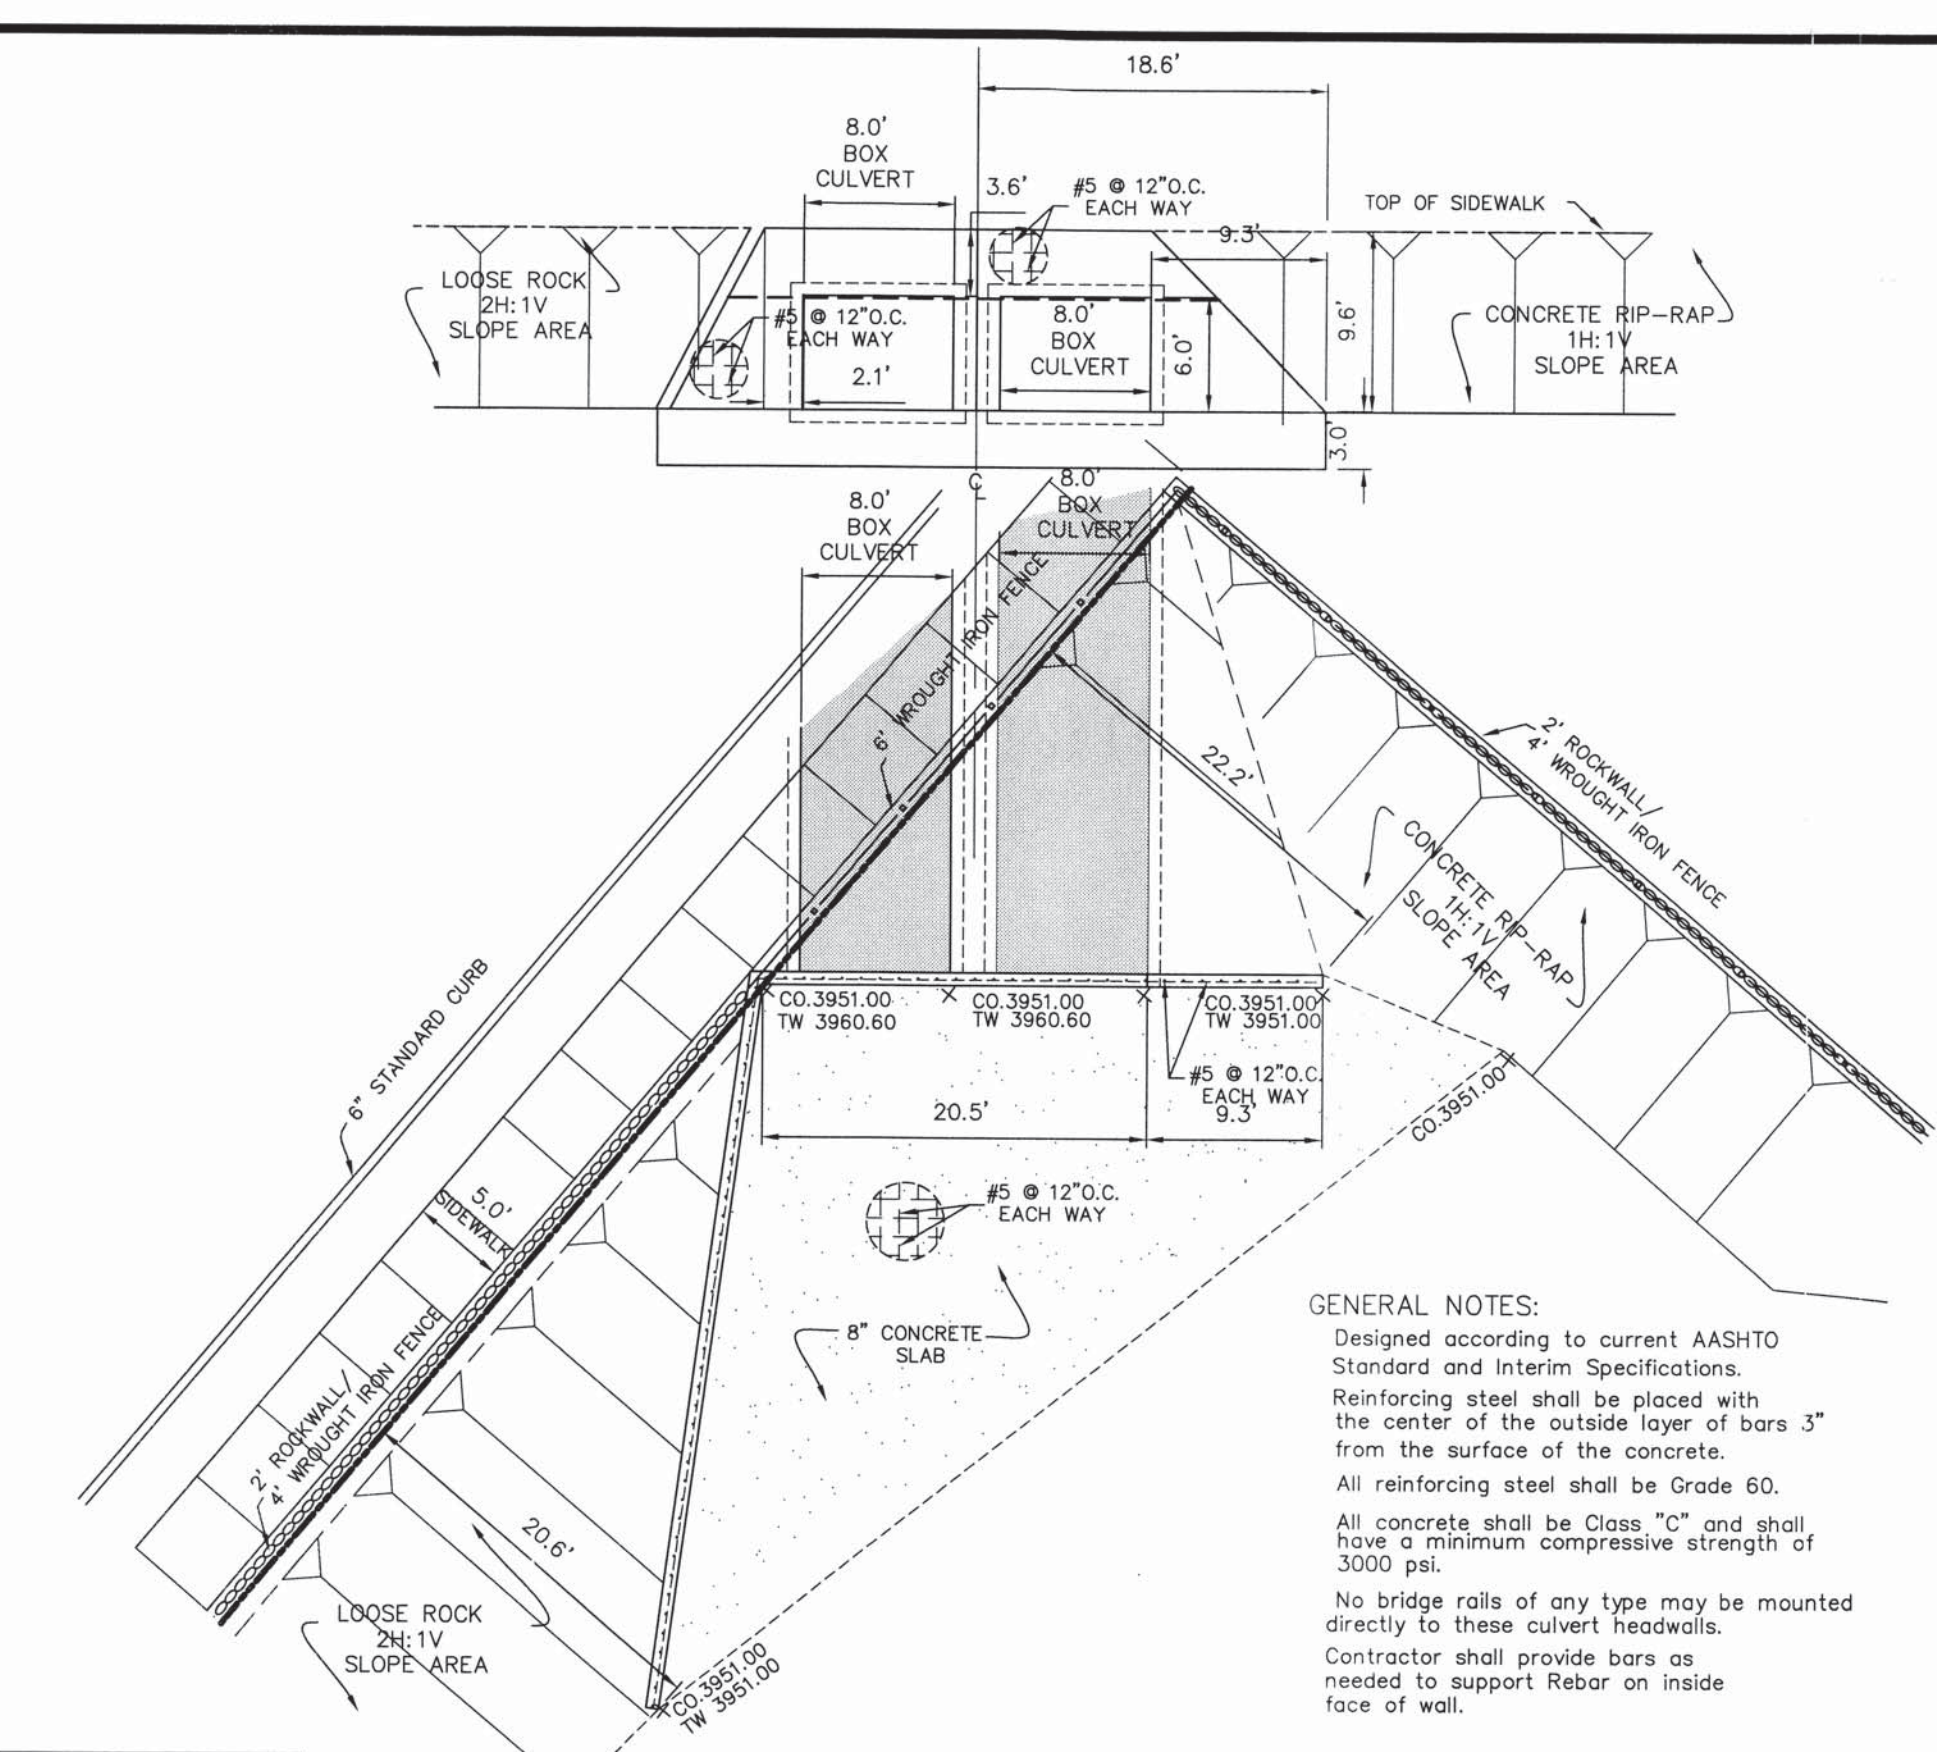 18.6'
8.0'
BOX
CULVERT
3.6'
#5 @ 12"O.C.
EACH WAY
TOP OF SIDEWALK
9.3'
LOOSE ROCK
2H:1V
SLOPE AREA
#5 @ 12"O.C.
EACH WAY
2.1'
8.0'
BOX
CULVERT
6.0'
9.6'
CONCRETE RIP-RAP
1H:1V
SLOPE AREA
3.0'
CL
8.0'
BOX
CULVERT
8.0'
BOX
CULVERT
6' WROUGHT IRON FENCE
22.2'
2' ROCKWALL/
4' WROUGHT IRON FENCE
CONCRETE RIP-RAP
1H:1V
SLOPE AREA
6" STANDARD CURB
CO.3951.00
TW 3960.60
CO.3951.00
TW 3960.60
CO.3951.00
TW 3951.00
#5 @ 12"O.C.
EACH WAY
20.5'
9.3'
CO.3951.00
5.0'
SIDEWALK
#5 @ 12"O.C.
EACH WAY
8" CONCRETE
SLAB
2' ROCKWALL/
4' WROUGHT IRON FENCE
20.6'
LOOSE ROCK
2H:1V
SLOPE AREA
CO.3951.00
TW 3951.00
GENERAL NOTES:
Designed according to current AASHTO
Standard and Interim Specifications.
Reinforcing steel shall be placed with
the center of the outside layer of bars 3"
from the surface of the concrete.
All reinforcing steel shall be Grade 60.
All concrete shall be Class "C" and shall
have a minimum compressive strength of
3000 psi.
No bridge rails of any type may be mounted
directly to these culvert headwalls.
Contractor shall provide bars as
needed to support Rebar on inside
face of wall.